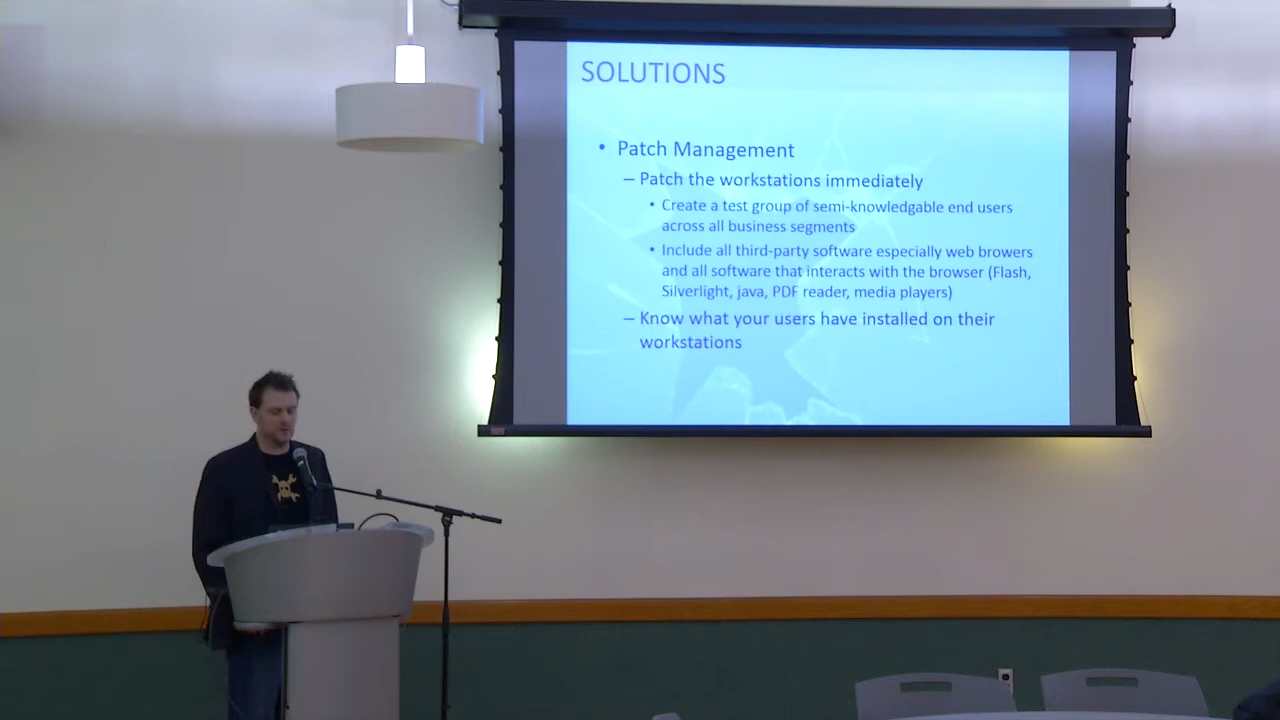 SOLUTIONS
• Patch Management
– Patch the workstations immediately
• Create a test group of semi-knowledgable end users
across all business segments
• Include all third-party software especially web browers
and all software that interacts with the browser (Flash,
Silverlight, java, PDF reader, media players)
– Know what your users have installed on their
workstations